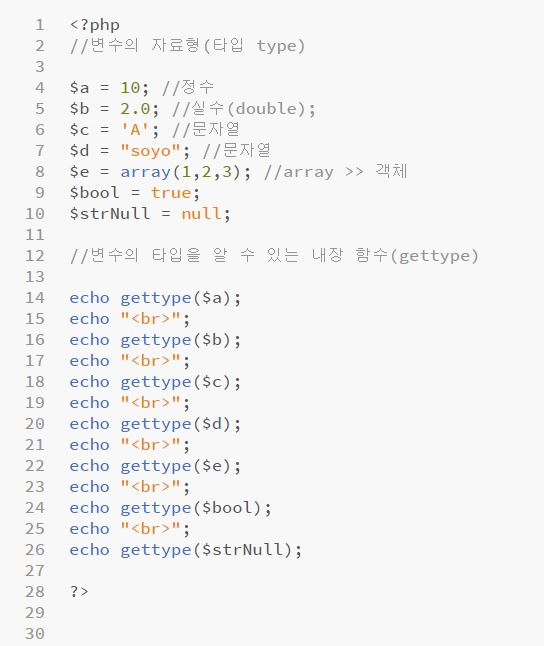 1 <?php
2 //변수의 자료형(타입 type)
3
4 $a = 10; //정수
5 $b = 2.0; //실수(double);
6 $c = 'A'; //문자열
7 $d = "soyo"; //문자열
8 $e = array(1,2,3); //array >> 객체
9 $bool = true;
10 $strNull = null;
11
12 //변수의 타입을 알 수 있는 내장 함수(gettype)
13
14 echo gettype($a);
15 echo "<br>";
16 echo gettype($b);
17 echo "<br>";
18 echo gettype($c);
19 echo "<br>";
20 echo gettype($d);
21 echo "<br>";
22 echo gettype($e);
23 echo "<br>";
24 echo gettype($bool);
25 echo "<br>";
26 echo gettype($strNull);
27
28 ?>
29
30